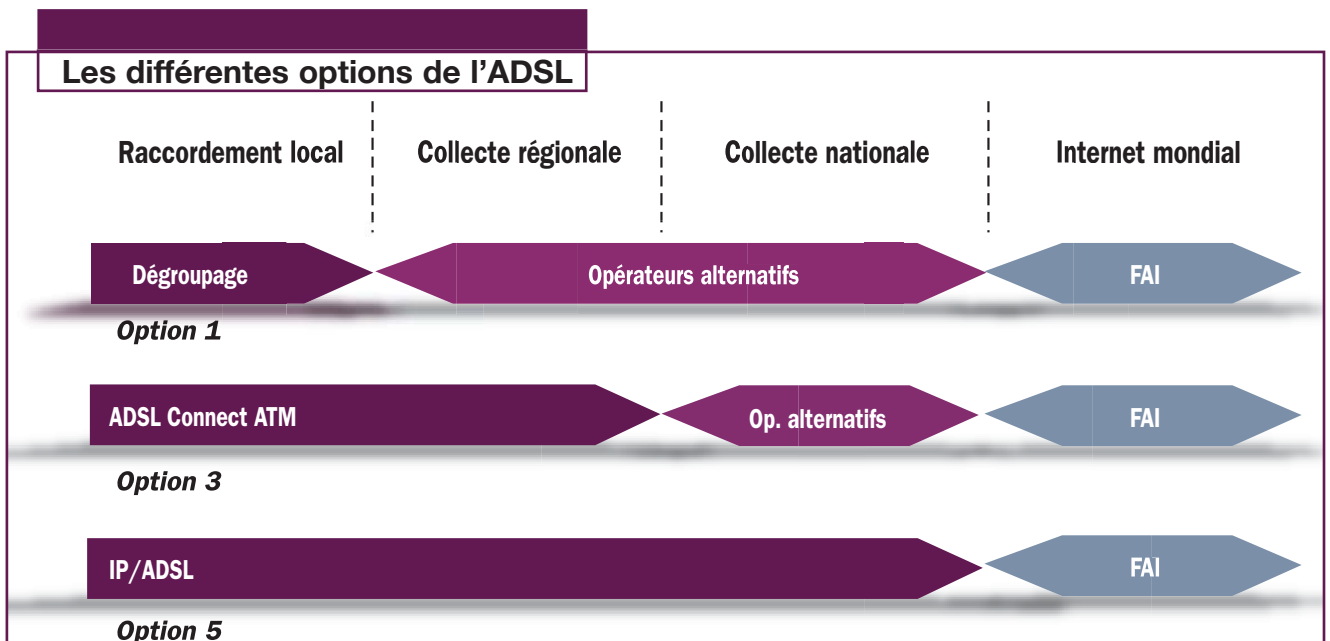 Les différentes options de l'ADSL
Raccordement local
Collecte régionale
Collecte nationale
Internet mondial
Dégroupage
Opérateurs alternatifs
FAI
Option 1
ADSL Connect ATM
Op. alternatifs
FAI
Option 3
IP/ADSL
FAI
Option 5